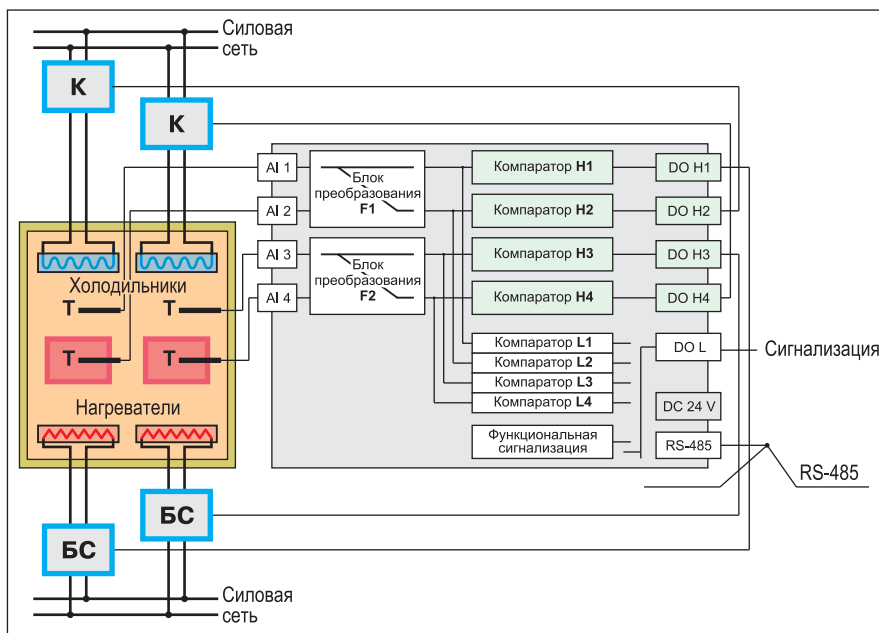 Силовая
сеть
К
К
AI 1
Блок
преобразования
F1
Компаратор H1
DO H1
AI 2
Компаратор H2
DO H2
AI 3
Блок
преобразования
F2
Компаратор H3
DO H3
AI 4
Компаратор H4
DO H4
Холодильники
Т
Т
Т
Т
Нагреватели
Компаратор L1
Компаратор L2
Компаратор L3
Компаратор L4
DO L
Сигнализация
DC 24 V
Функциональная
сигнализация
RS-485
RS-485
БС
БС
Силовая
сеть